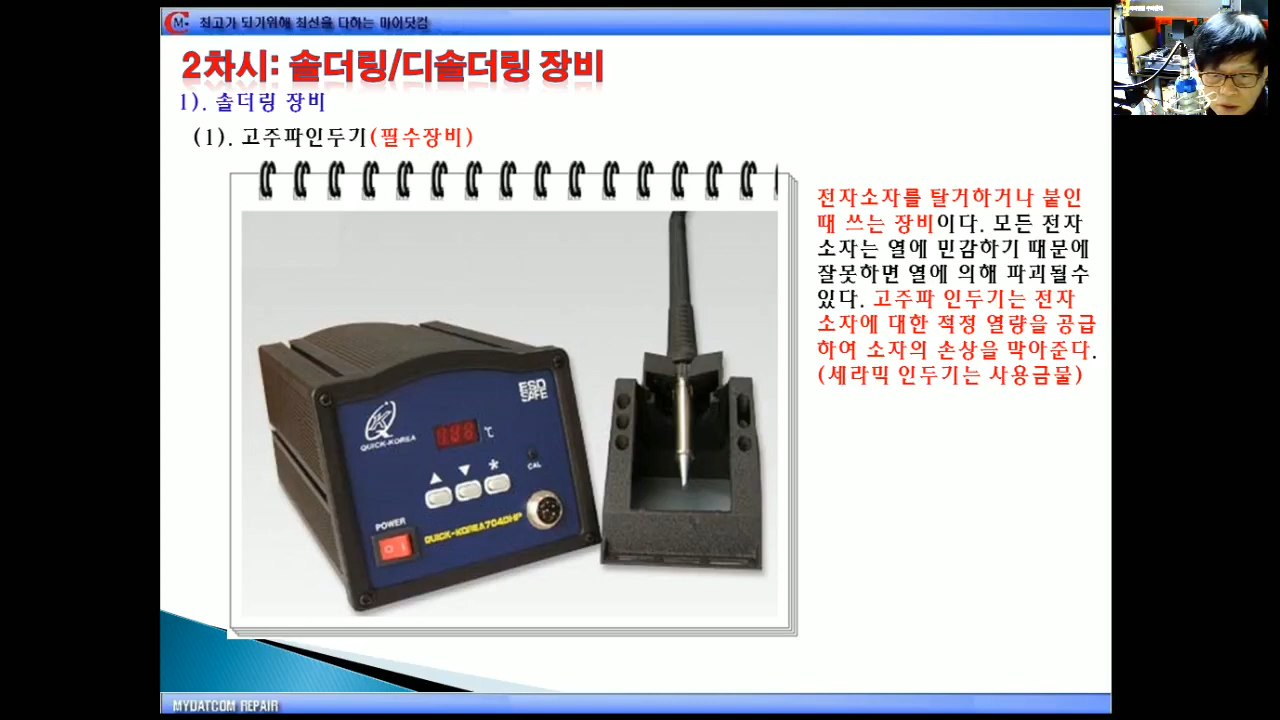 최고가 되기위해 최선을 다하는 마이닷컴
2차시: 솔더링/디솔더링 장비
1). 솔더링 장비
(1). 고주파인두기(필수장비)
전자소자를 탈거하거나 붙인
때 쓰는 장비이다. 모든 전자
소자는 열에 민감하기 때문에
잘못하면 열에 의해 파괴될수
있다. 고주파 인두기는 전자
소자에 대한 적정 열량을 공급
하여 소자의 손상을 막아준다.
(세라믹 인두기는 사용금물)
ESD
SAFE
QUICK-KOREA
℃
CAL
POWER
QUICK-KOREA704DHP
MYDATCOM REPAIR